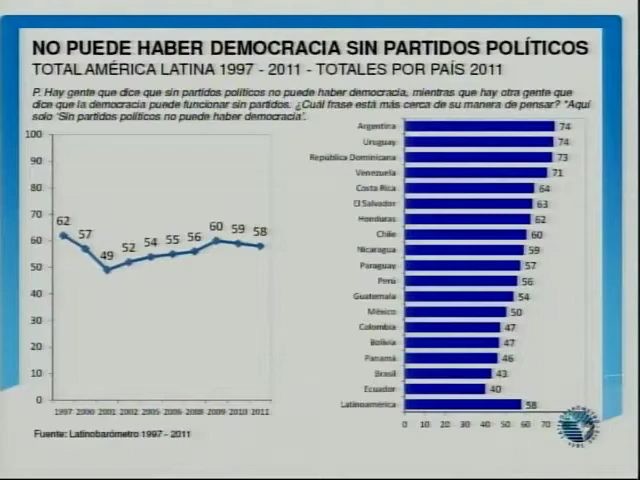 NO PUEDE HABER DEMOCRACIA SIN PARTIDOS POLÍTICOS
TOTAL AMÉRICA LATINA 1997 - 2011 - TOTALES POR PAÍS 2011
P. Hay gente que dice que sin partidos políticos no puede haber democracia, mientras que hay otra gente que
dice que la democracia puede funcionar sin partidos. ¿Cuál frase está más cerca de su manera de pensar? *Aquí
solo 'Sin partidos políticos no puede haber democracia'.
100
90
80
70
60
50
40
30
20
10
0
62 57 49 52 54 55 56 60 59 58
1997 2000 2001 2002 2005 2006 2008 2009 2010 2011
Argentina 74
Uruguay 74
República Dominicana 73
Venezuela 71
Costa Rica 64
El Salvador 63
Honduras 62
Chile 60
Nicaragua 59
Paraguay 57
Perú 56
Guatemala 54
México 50
Colombia 47
Bolivia 47
Panamá 46
Brasil 43
Ecuador 40
Latinoamérica 58
0 10 20 30 40 50 60 70
Fuente: Latinobarómetro 1997 - 2011